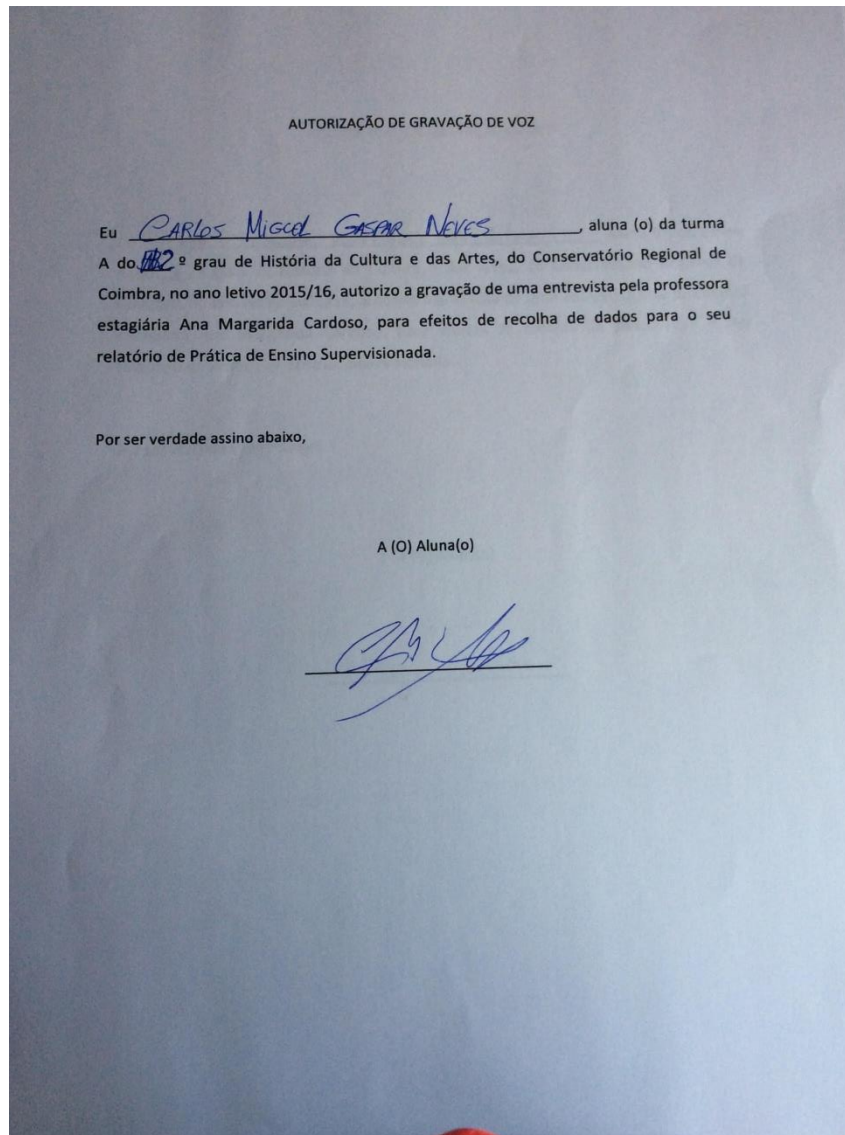 AUTORIZAÇÃO DE GRAVAÇÃO DE VOZ
Eu CARLOS MIGUEL GASPAR NEVES, aluna (o) da turma
A do 2 º grau de História da Cultura e das Artes, do Conservatório Regional de
Coimbra, no ano letivo 2015/16, autorizo a gravação de uma entrevista pela professora
estagiária Ana Margarida Cardoso, para efeitos de recolha de dados para o seu
relatório de Prática de Ensino Supervisionada.
Por ser verdade assino abaixo,
A (O) Aluna(o)